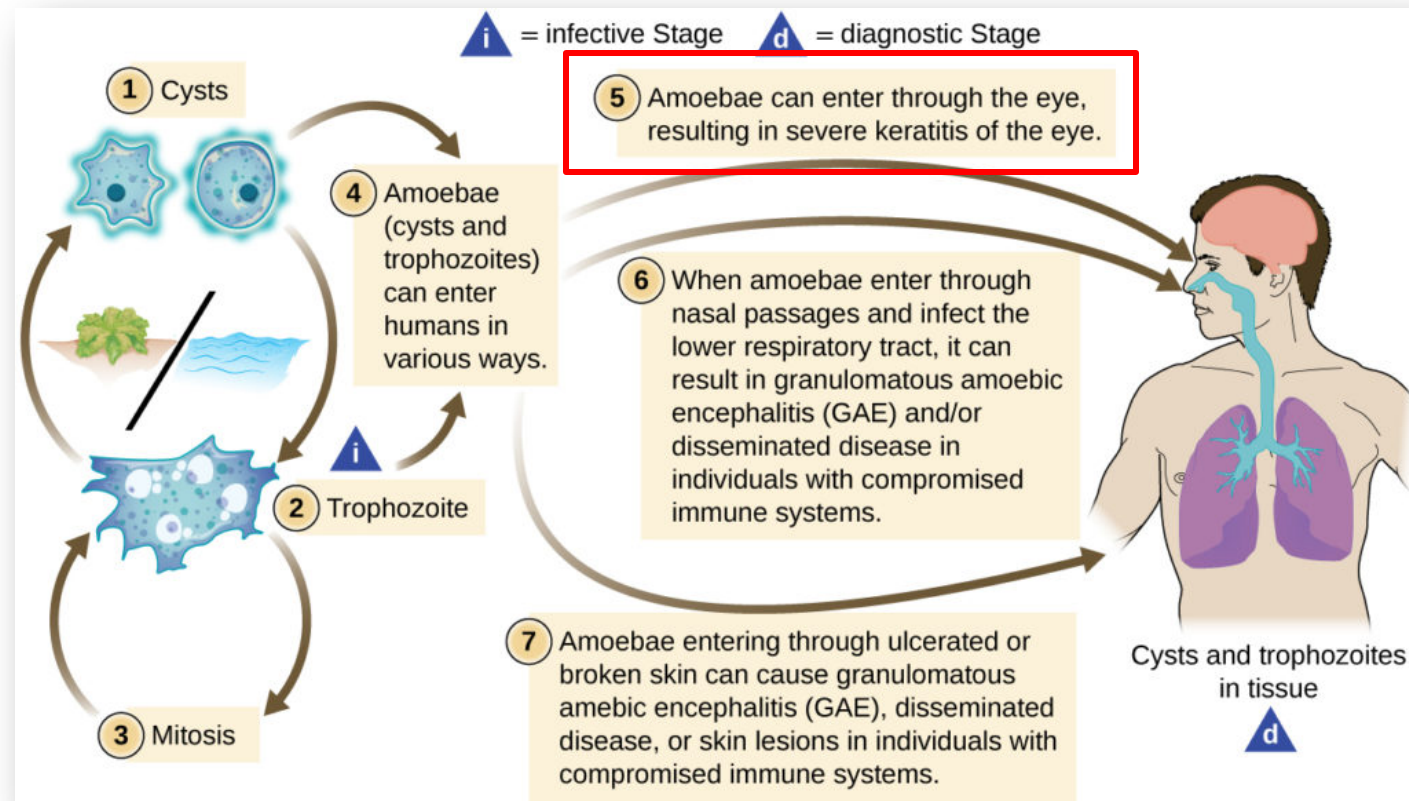 i = infective Stage d = diagnostic Stage
1 Cysts
5 Amoebae can enter through the eye,
resulting in severe keratitis of the eye.
4 Amoebae
(cysts and
trophozoites)
can enter
humans in
various ways.
6 When amoebae enter through
nasal passages and infect the
lower respiratory tract, it can
result in granulomatous amoebic
encephalitis (GAE) and/or
disseminated disease in
individuals with compromised
immune systems.
i
2 Trophozoite
7 Amoebae entering through ulcerated or
broken skin can cause granulomatous
amebic encephalitis (GAE), disseminated
disease, or skin lesions in individuals with
compromised immune systems.
3 Mitosis
Cysts and trophozoites
in tissue
d